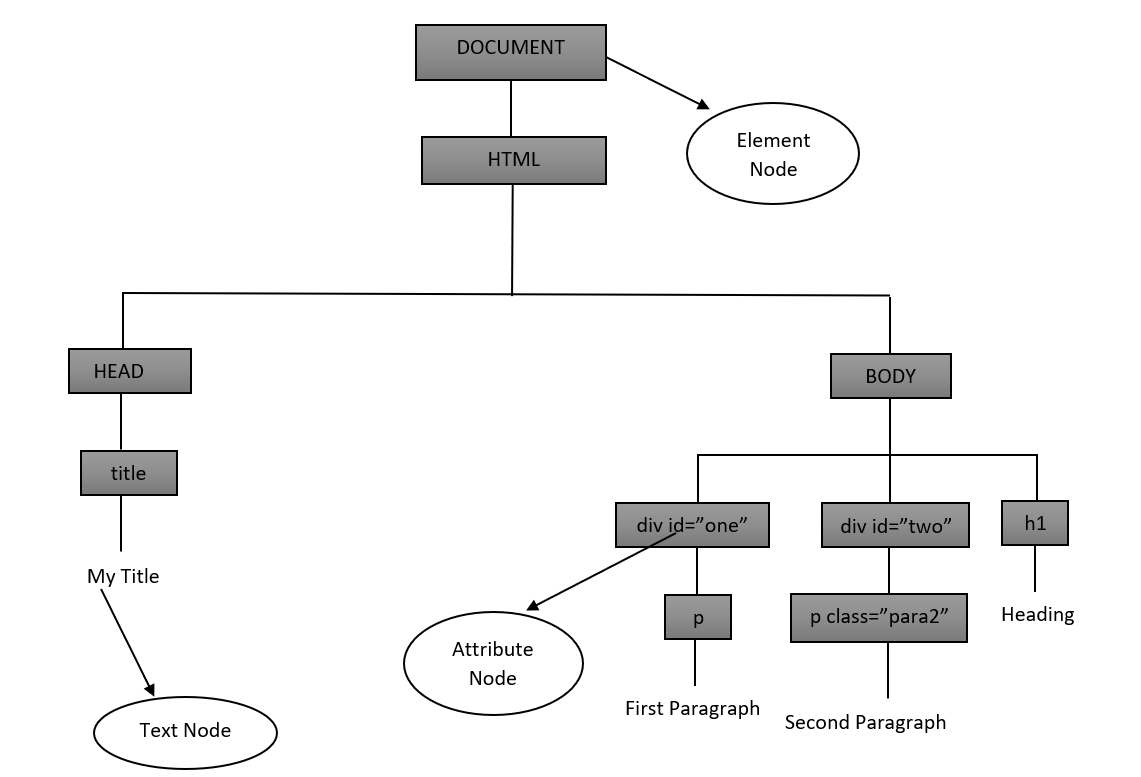 DOCUMENT
Element
Node
HTML
HEAD
BODY
title
div id=”one”
div id=”two”
h1
My Title
p
p class=”para2”
Heading
Attribute
Node
First Paragraph
Second Paragraph
Text Node